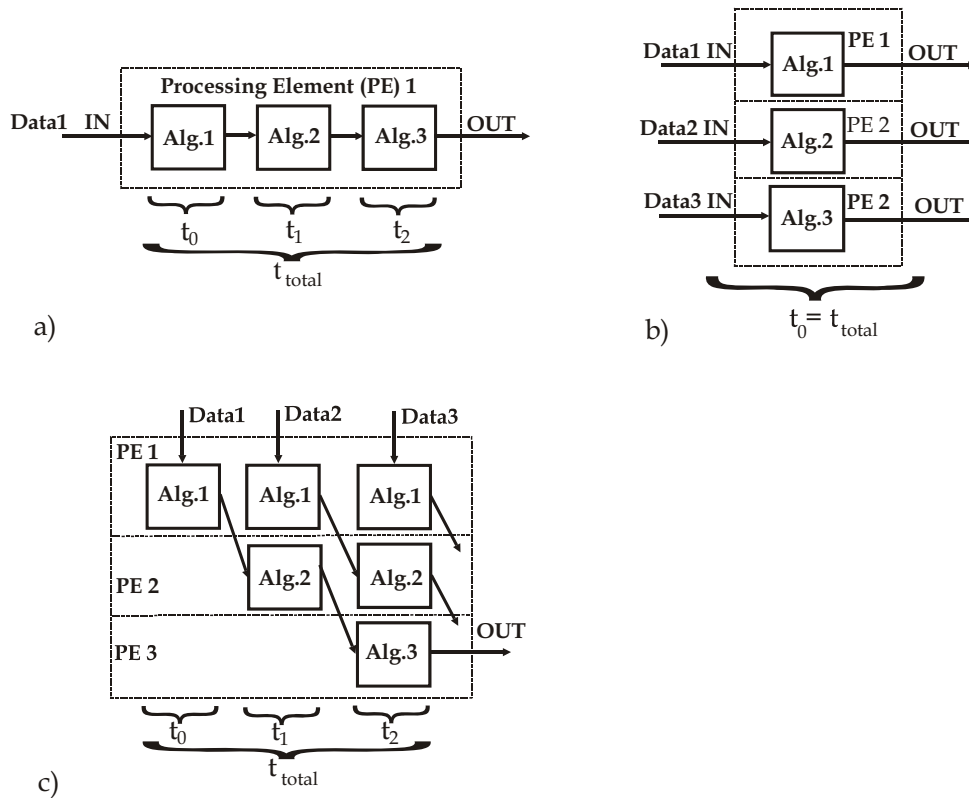 Processing Element (PE) 1
Data1 IN
Alg.1
Alg.2
Alg.3
OUT
t0
t1
t2
t total
a)
Data1 IN
Alg.1
PE 1
OUT
Data2 IN
Alg.2
PE 2
OUT
Data3 IN
Alg.3
PE 2
OUT
t0= t total
b)
Data1
Data2
Data3
PE 1
Alg.1
Alg.1
Alg.1
PE 2
Alg.2
Alg.2
PE 3
Alg.3
OUT
t0
t1
t2
t total
c)